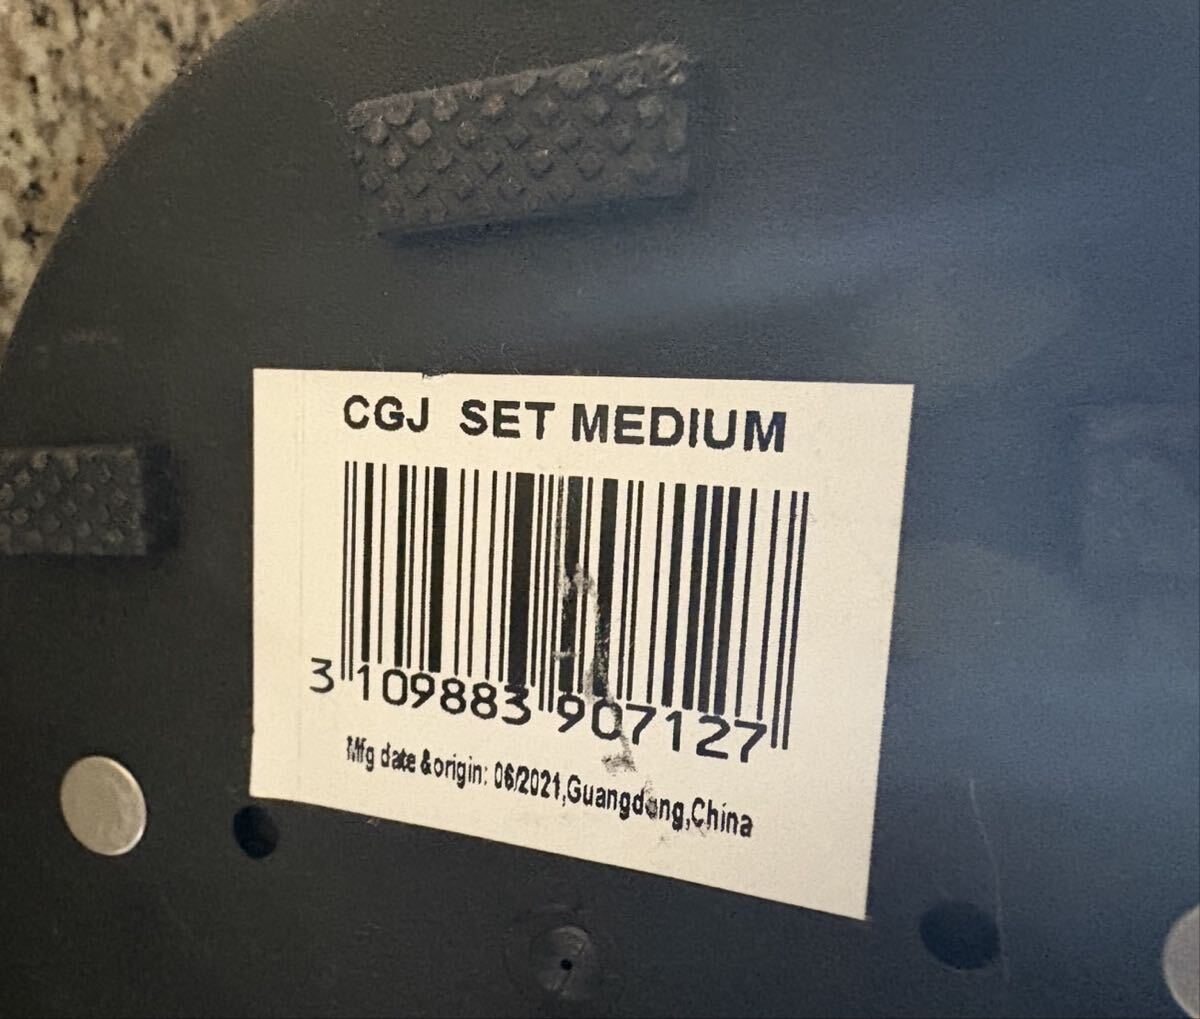 CGJ SET MEDIUM
3 109883 907127
Mfg date &origin: 06/2021,Guangdong,China